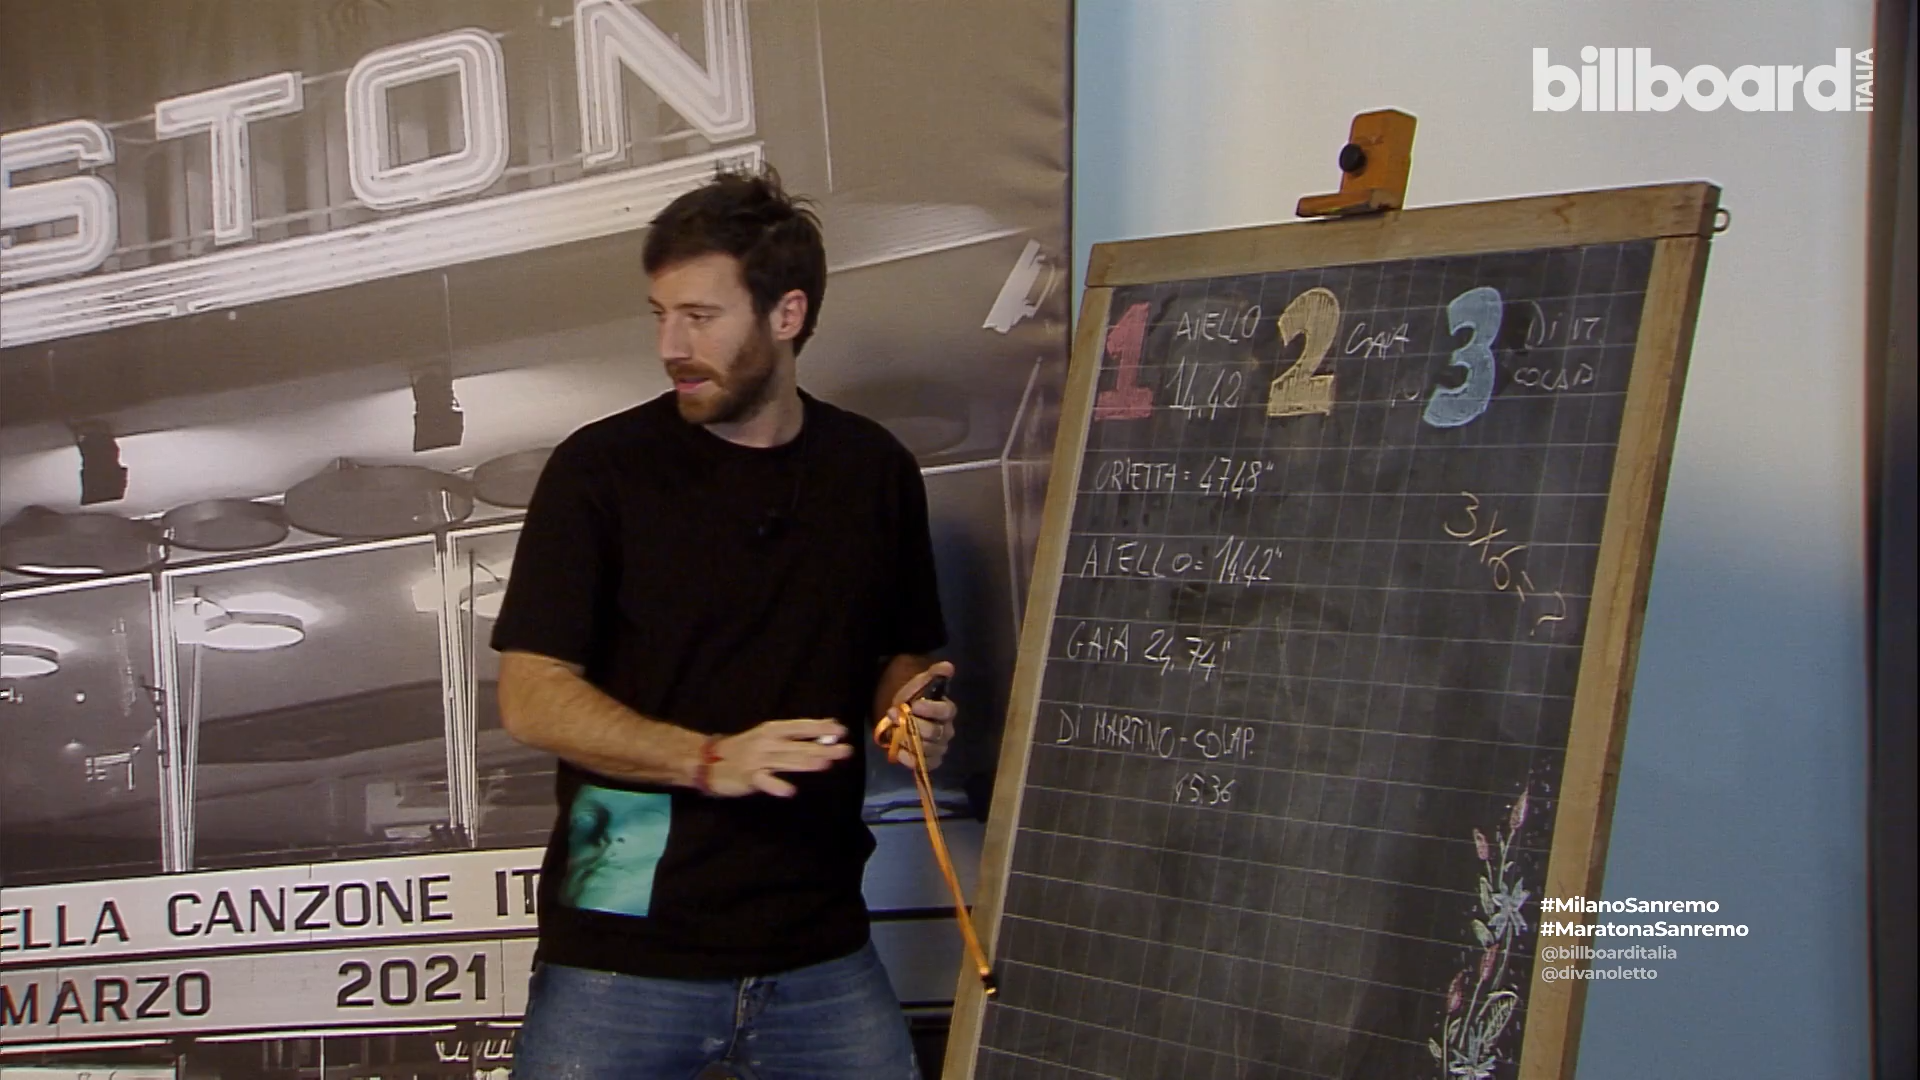 STON
billboard ITALIA
1 AIELLO 2 GAIA 3 Di
14,42
ORIETTA = 47,48"
3x6=?
AiELLO = 14,42"
GAIA 24,74"
Di MARTINO-COLAP.
15,36
ELLA CANZONE IT
MARZO 2021
#MilanoSanremo
#MaratonaSanremo
@billboarditalia
@divanoletto